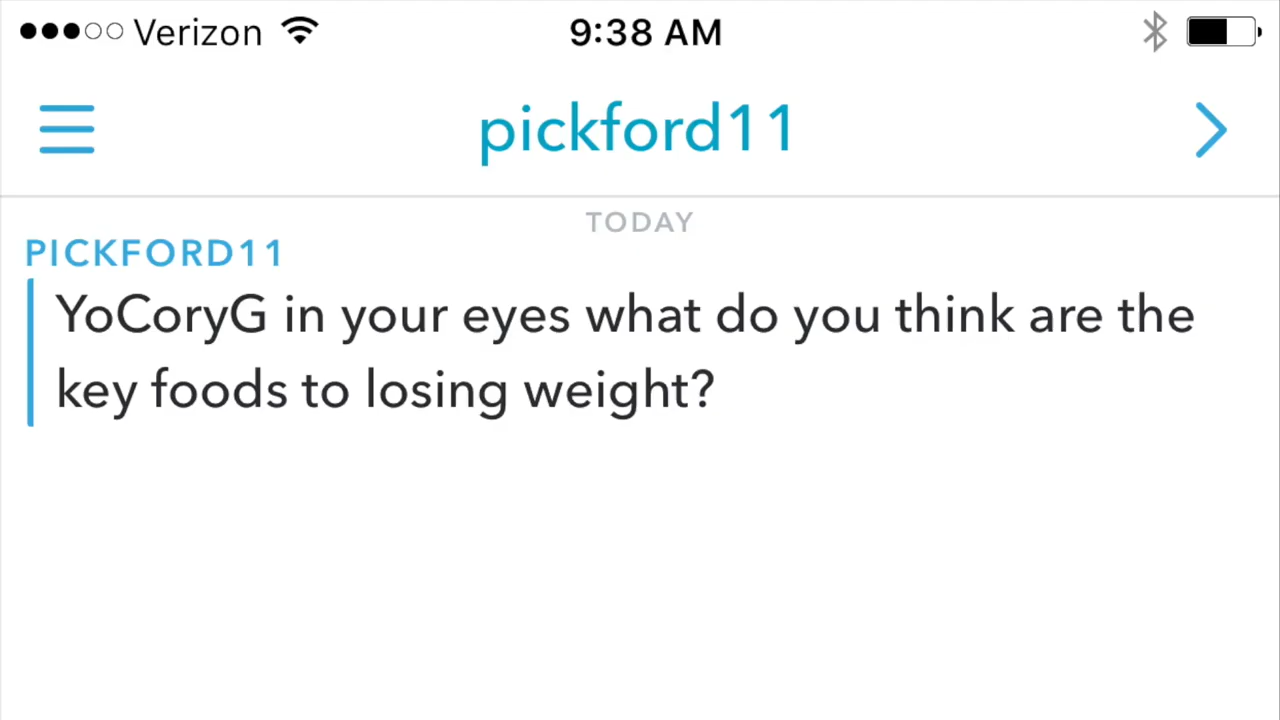 Verizon 9:38 AM
pickford11
TODAY
PICKFORD11
YoCoryG in your eyes what do you think are the
key foods to losing weight?